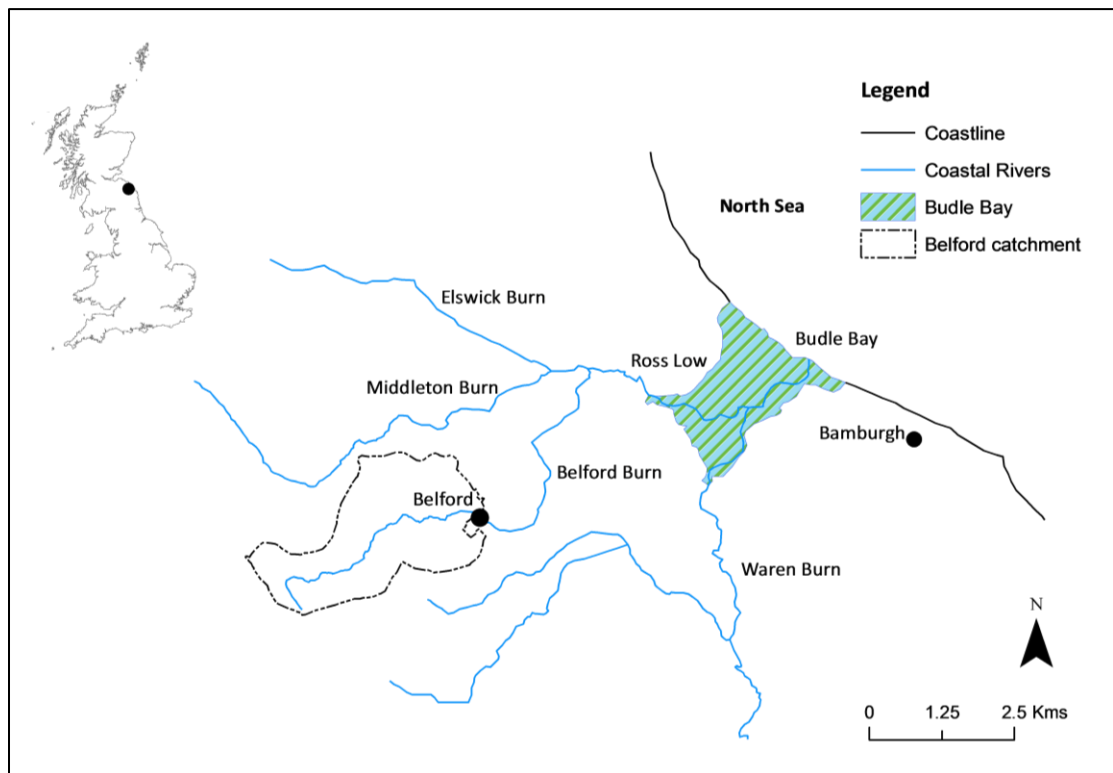 Legend
Coastline
Coastal Rivers
Budle Bay
Belford catchment
North Sea
Elswick Burn
Ross Low
Budle Bay
Middleton Burn
Bamburgh
Belford Burn
Belford
Waren Burn
N
0 1.25 2.5 Kms